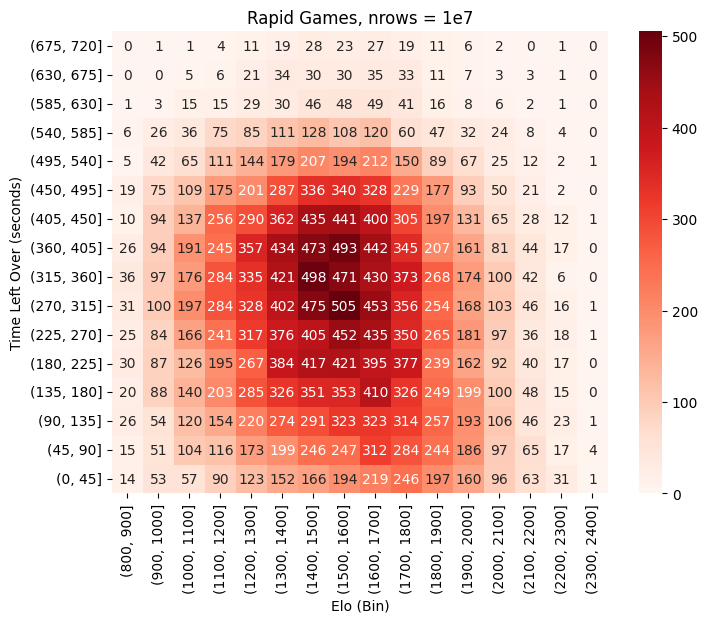 Rapid Games, nrows = 1e7
(675, 720] 0 1 1 4 11 19 28 23 27 19 11 6 2 0 1 0
(630, 675] 0 0 5 6 21 34 30 30 35 33 11 7 3 3 1 0
(585, 630] 1 3 15 15 29 30 46 48 49 41 16 8 6 2 1 0
(540, 585] 6 26 36 75 85 111 128 108 120 60 47 32 24 8 4 0
(495, 540] 5 42 65 111 144 179 207 194 212 150 89 67 25 12 2 1
(450, 495] 19 75 109 175 201 287 336 340 328 229 177 93 50 21 2 0
(405, 450] 10 94 137 256 290 362 435 441 400 305 197 131 65 28 12 1
(360, 405] 26 94 191 245 357 434 473 493 442 345 207 161 81 44 17 0
(315, 360] 36 97 176 284 335 421 498 471 430 373 268 174 100 42 6 0
(270, 315] 31 100 197 284 328 402 475 505 453 356 254 168 103 46 16 1
(225, 270] 25 84 166 241 317 376 405 452 435 350 265 181 97 36 18 1
(180, 225] 30 87 126 195 267 384 417 421 395 377 239 162 92 40 17 0
(135, 180] 20 88 140 203 285 326 351 353 410 326 249 199 100 48 15 0
(90, 135] 26 54 120 154 220 274 291 323 323 314 257 193 106 46 23 1
(45, 90] 15 51 104 116 173 199 246 247 312 284 244 186 97 65 17 4
(0, 45] 14 53 57 90 123 152 166 194 219 246 197 160 96 63 31 1
Time Left Over (seconds)
(800, 900] (900, 1000] (1000, 1100] (1100, 1200] (1200, 1300] (1300, 1400] (1400, 1500] (1500, 1600] (1600, 1700] (1700, 1800] (1800, 1900] (1900, 2000] (2000, 2100] (2100, 2200] (2200, 2300] (2300, 2400]
Elo (Bin)
500
400
300
200
100
0